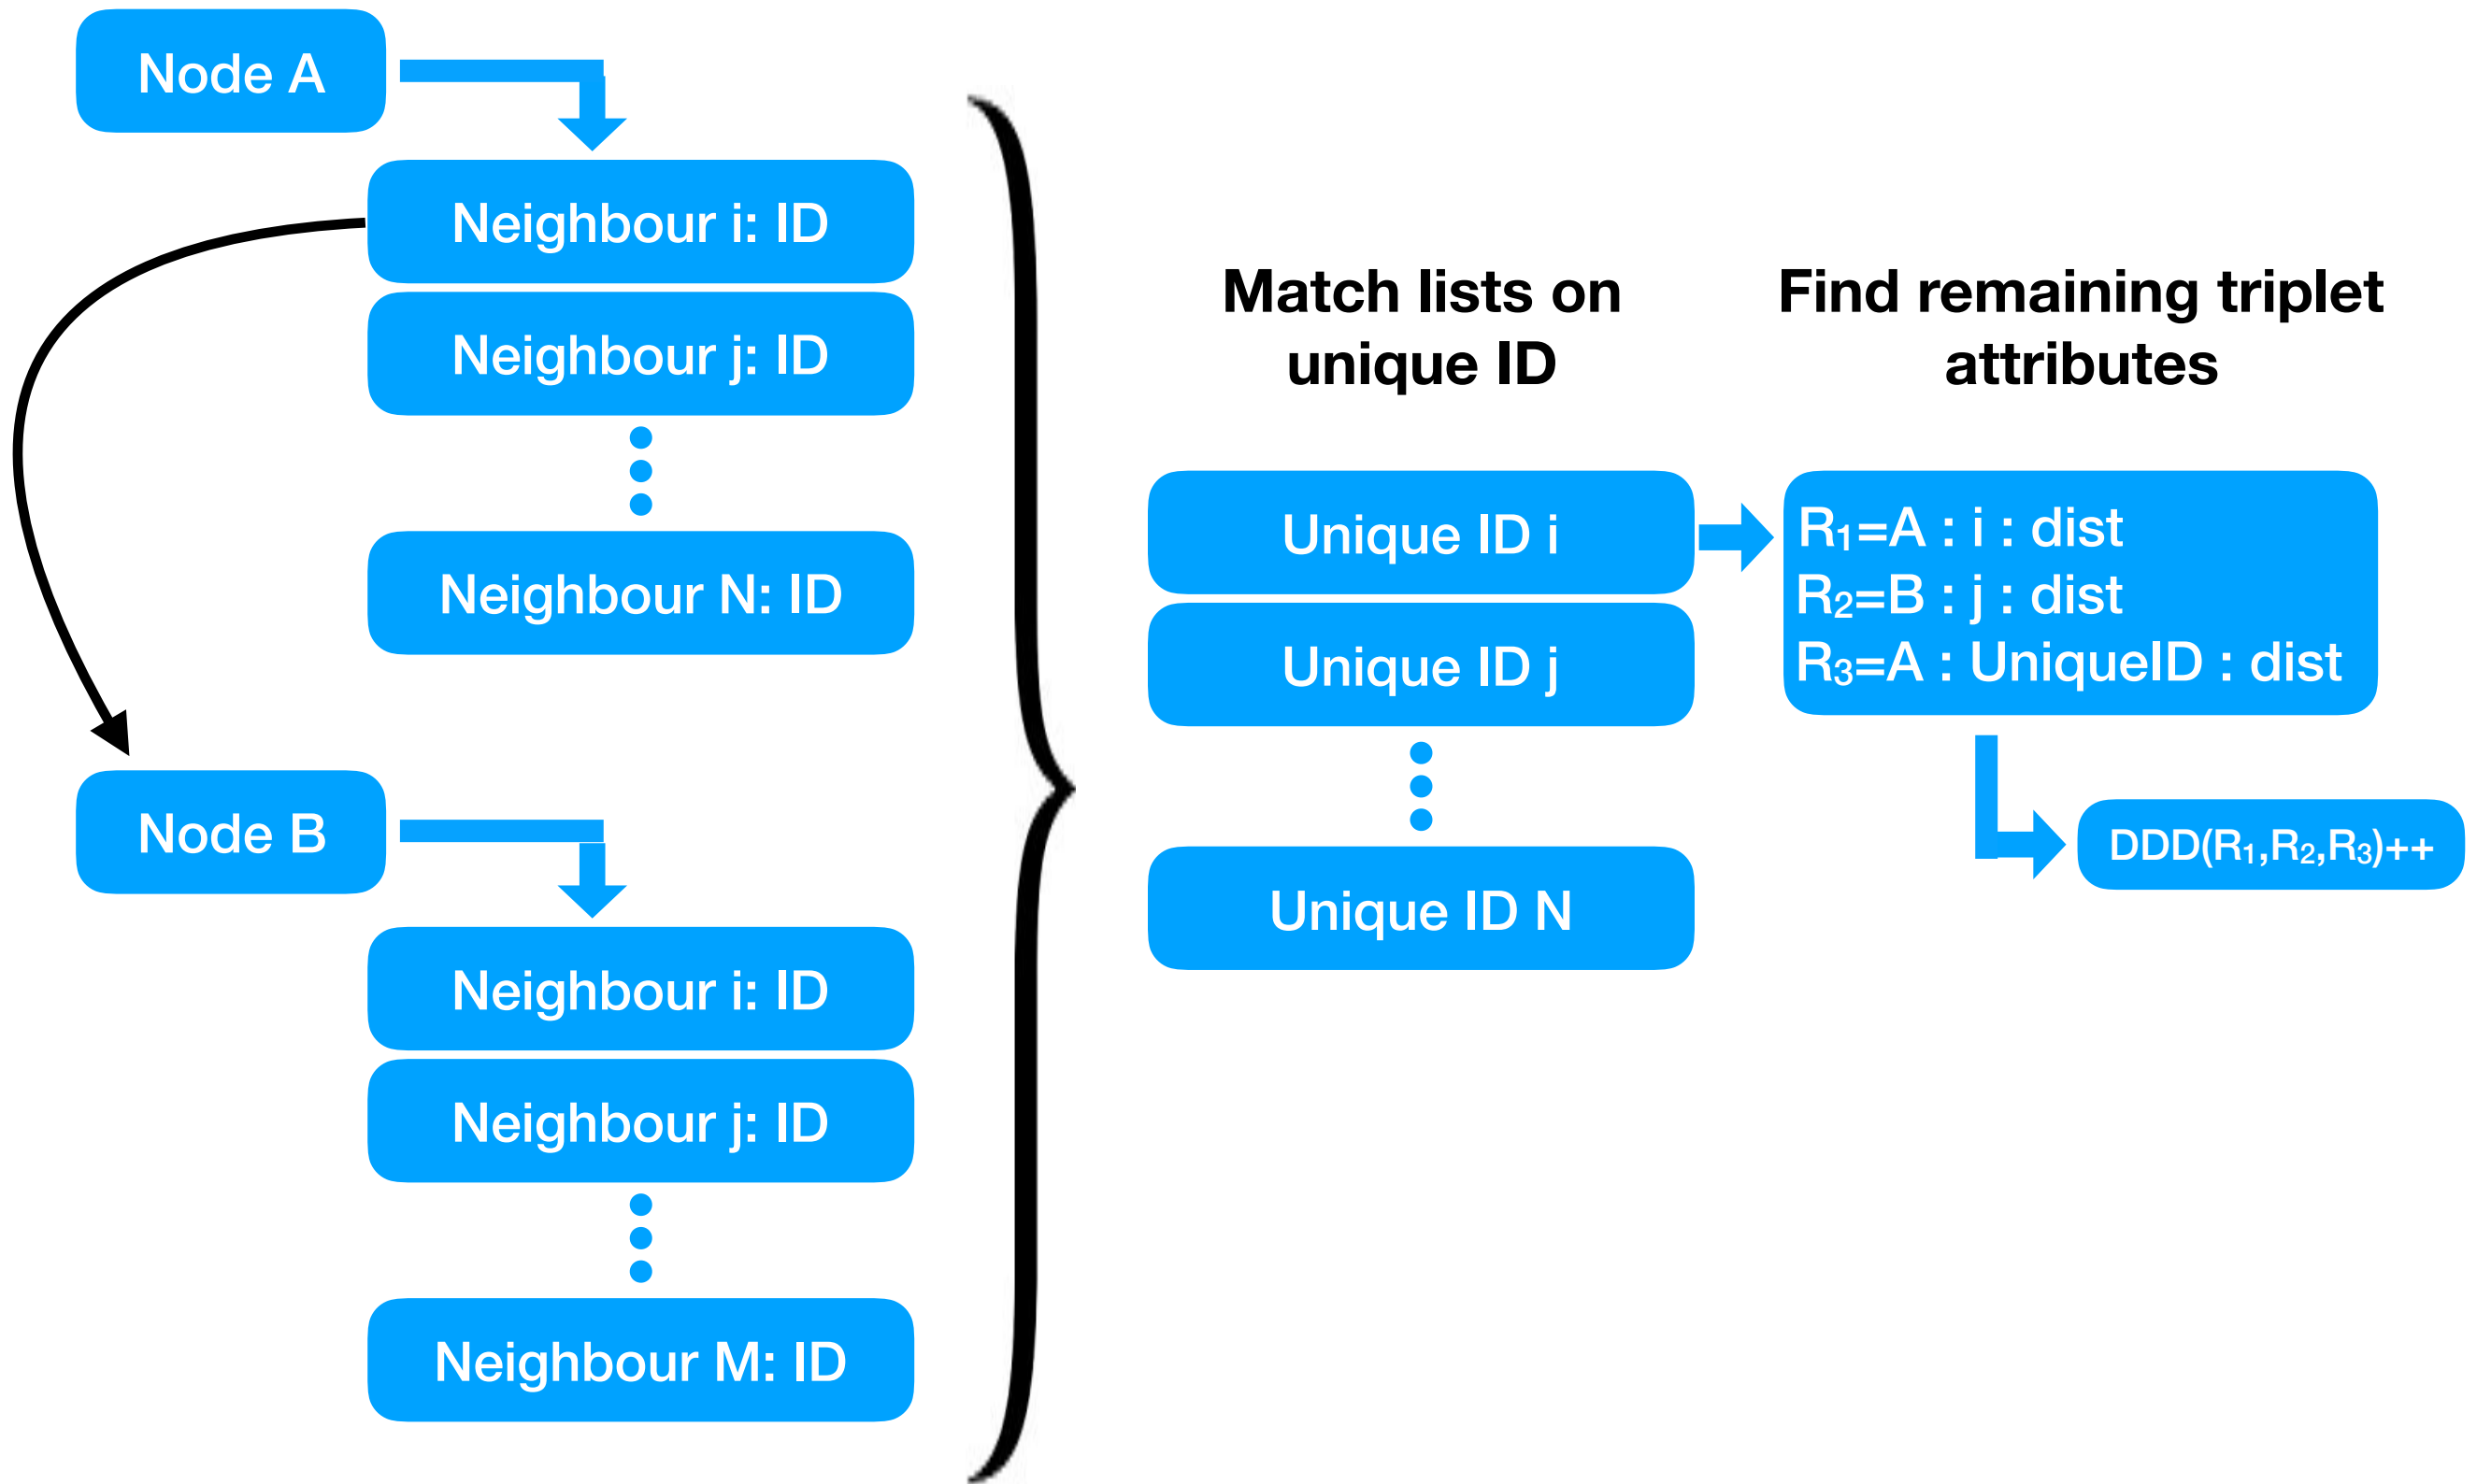 Node A
Neighbour i: ID
Neighbour j: ID
Neighbour N: ID
Node B
Neighbour i: ID
Neighbour j: ID
Neighbour M: ID
Match lists on
unique ID
Unique ID i
Unique ID j
Unique ID N
Find remaining triplet
attributes
R₁=A : i : dist
R₂=B : j : dist
R₃=A : UniqueID : dist
DDD(R₁,R₂,R₃)++